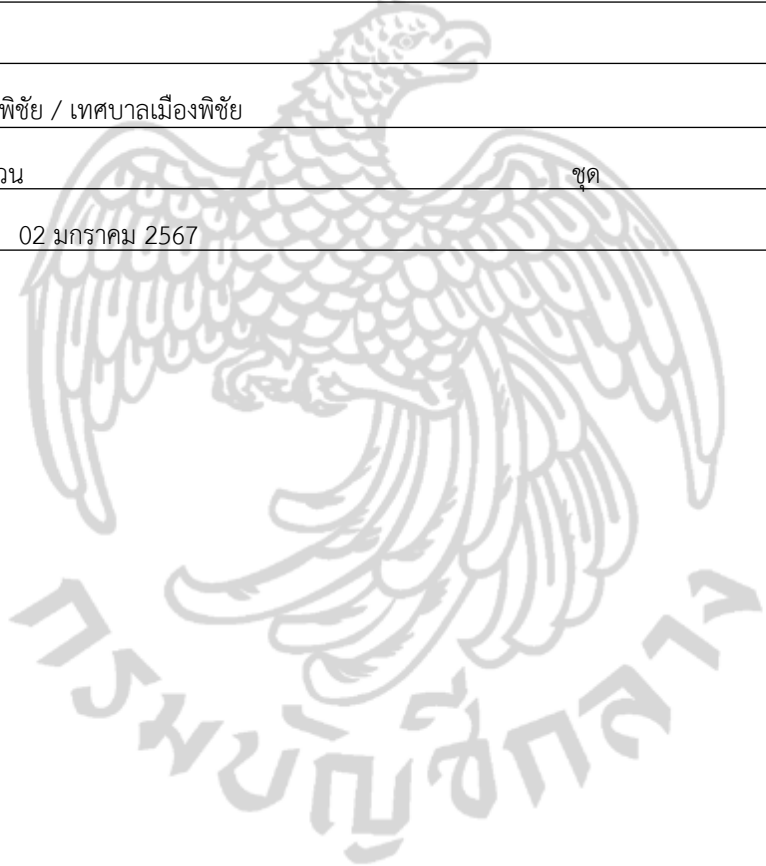 พิชัย / เทศบาลเมืองพิชัย
วน ชุด
02 มกราคม 2567
กรมบัญชีกลาง